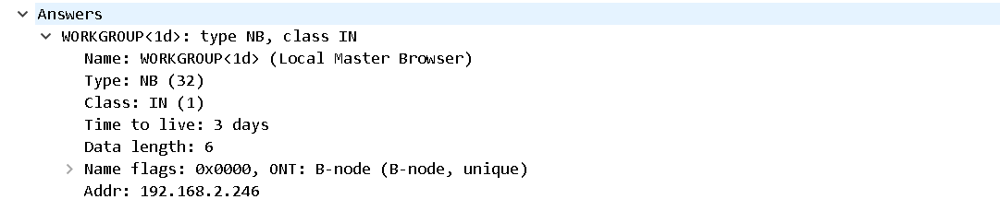 Answers
WORKGROUP<1d>: type NB, class IN
Name: WORKGROUP<1d> (Local Master Browser)
Type: NB (32)
Class: IN (1)
Time to live: 3 days
Data length: 6
Name flags: 0x0000, ONT: B-node (B-node, unique)
Addr: 192.168.2.246